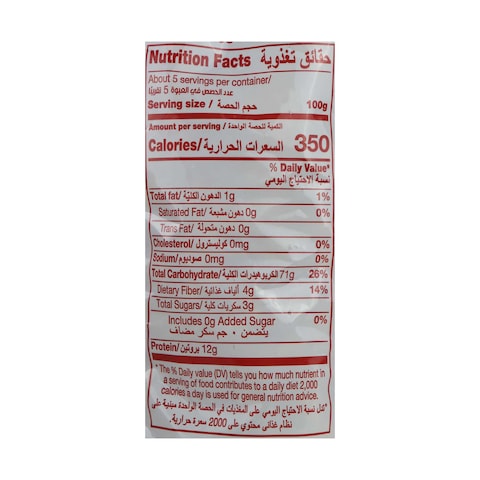 Nutrition Facts حقائق تغذوية
About 5 servings per container/
عدد الحصص في العبوة 5 تقريبًا
Serving size / حجم الحصة 100g
Amount per serving / الكمية للحصة الواحدة
Calories/ السعرات الحرارية 350
% Daily Value*
نسبة الاحتياج اليومي
Total fat/ الدهون الكليّة 1g 1%
Saturated Fat/ دهون مشبعة 0g 0%
Trans Fat/ دهون متحولة 0g
Cholesterol/ كوليسترول 0mg 0%
Sodium/ صوديوم 0mg 0%
Total Carbohydrate/ الكربوهيدرات الكلية 71g 26%
Dietary Fiber/ ألياف غذائية 4g 14%
Total Sugars/ سكريات كلية 3g
Includes 0g Added Sugar 0%
يتضمن ٠ جم سكر مضاف
Protein/ بروتين 12g
* The % Daily value (DV) tells you how much nutrient in
a serving of food contributes to a daily diet 2,000
calories a day is used for general nutrition advice.
*تمثل نسبة الاحتياج اليومي على المغذيات في الحصة الواحدة مبنية على
نظام غذائي محتوي على 2000 سعرة حرارية.